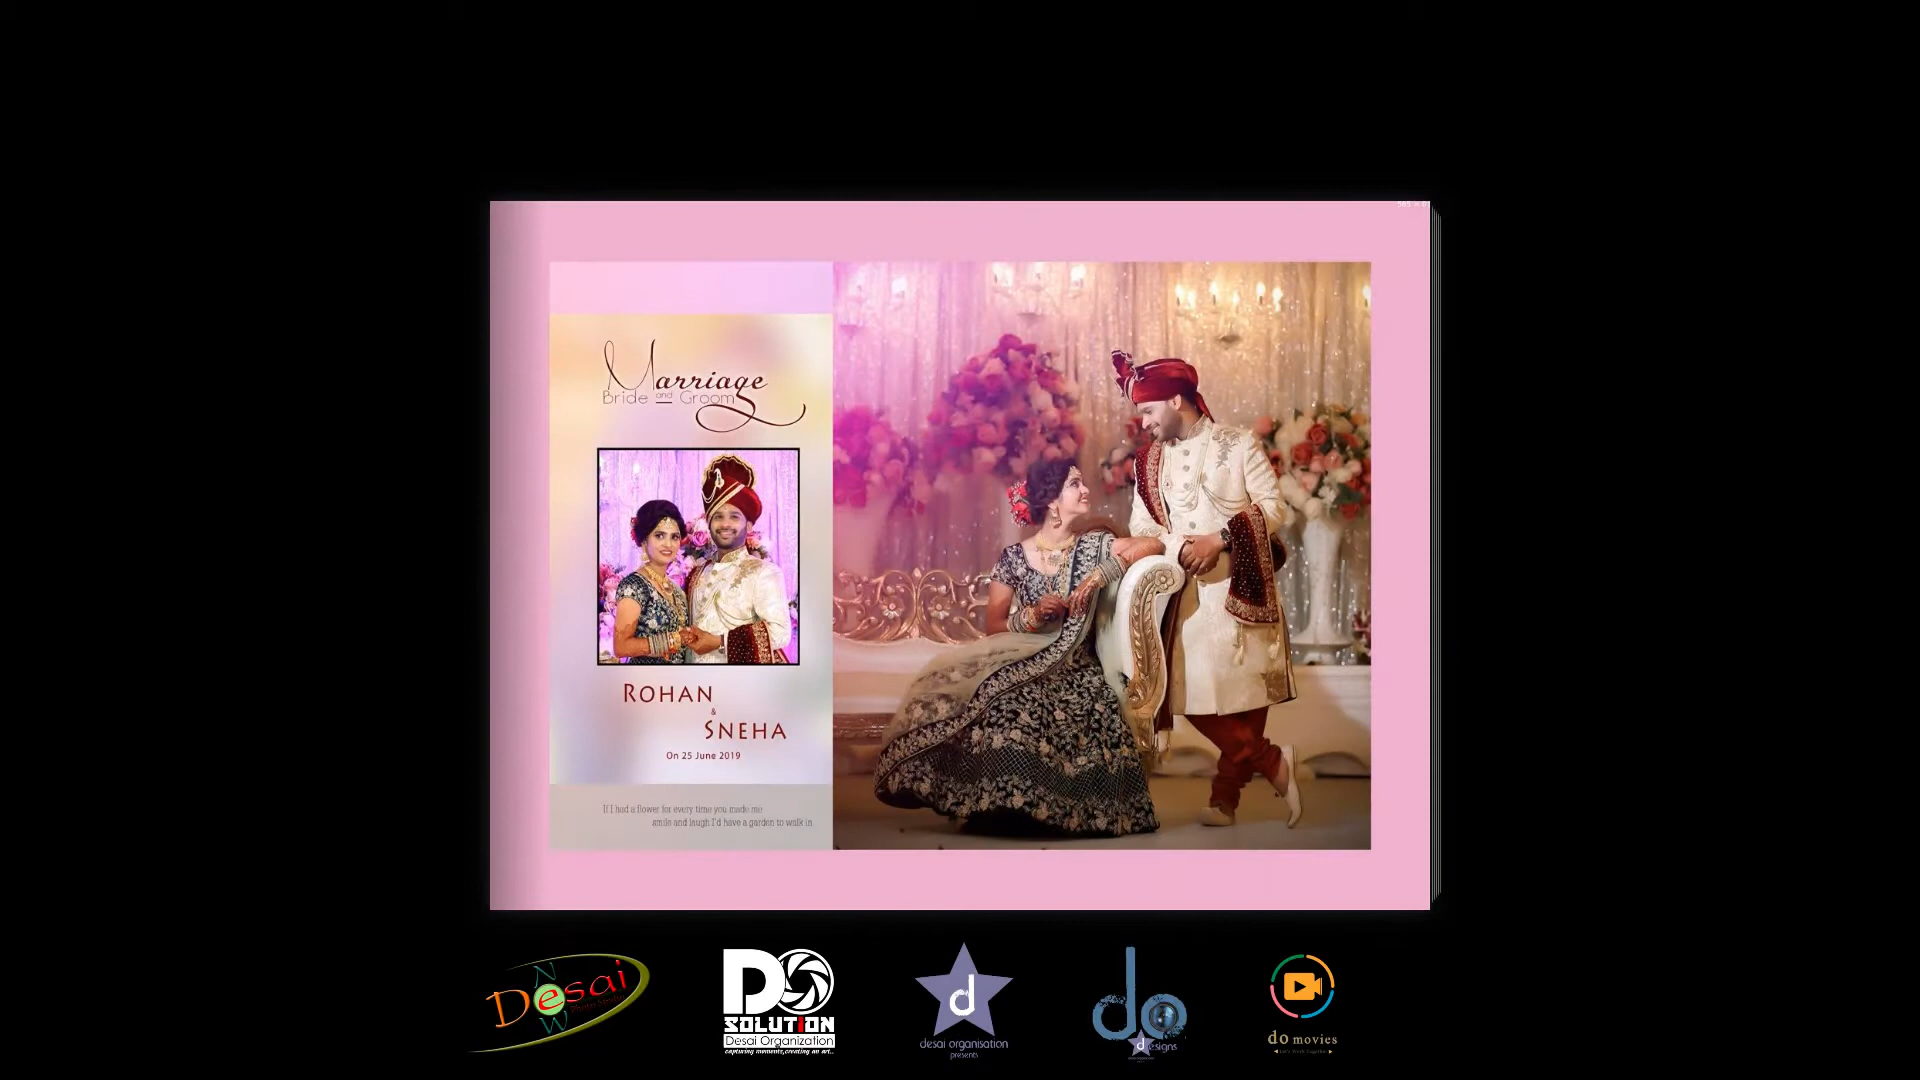 Marriage
Bride and Groom
ROHAN
&
SNEHA
On 25 June 2019
If I had a flower for every time you made me
smile and laugh I'd have a garden to walk in
NEW
Desai
DO
SOLUTION
Desai Organization
capturing moments,creating an art...
d
desai organisation
presents
do
d esigns
do movies